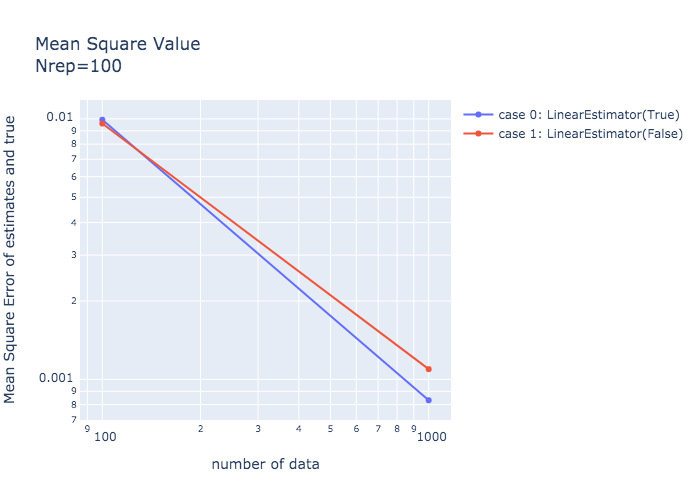 Mean Square Value
Nrep=100
case 0: LinearEstimator(True)
case 1: LinearEstimator(False)
Mean Square Error of estimates and true
0.01
9
8
7
6
5
4
3
2
0.001
9
8
7
9 100 2 3 4 5 6 7 8 9 1000
number of data